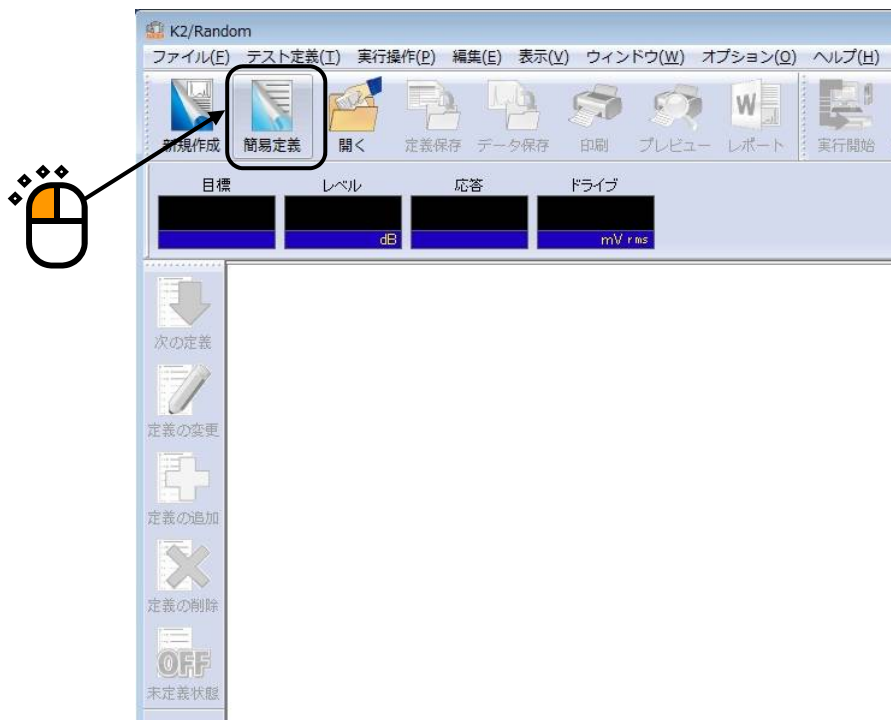 K2/Random
ファイル(F) テスト定義(T) 実行操作(P) 編集(E) 表示(V) ウィンドウ(W) オプション(O) ヘルプ(H)
新規作成 簡易定義 開く 定義保存 データ保存 印刷 プレビュー レポート 実行開始
目標 レベル 応答 ドライブ
dB mV rms
次の定義
定義の変更
定義の追加
定義の削除
OFF
未定義状態